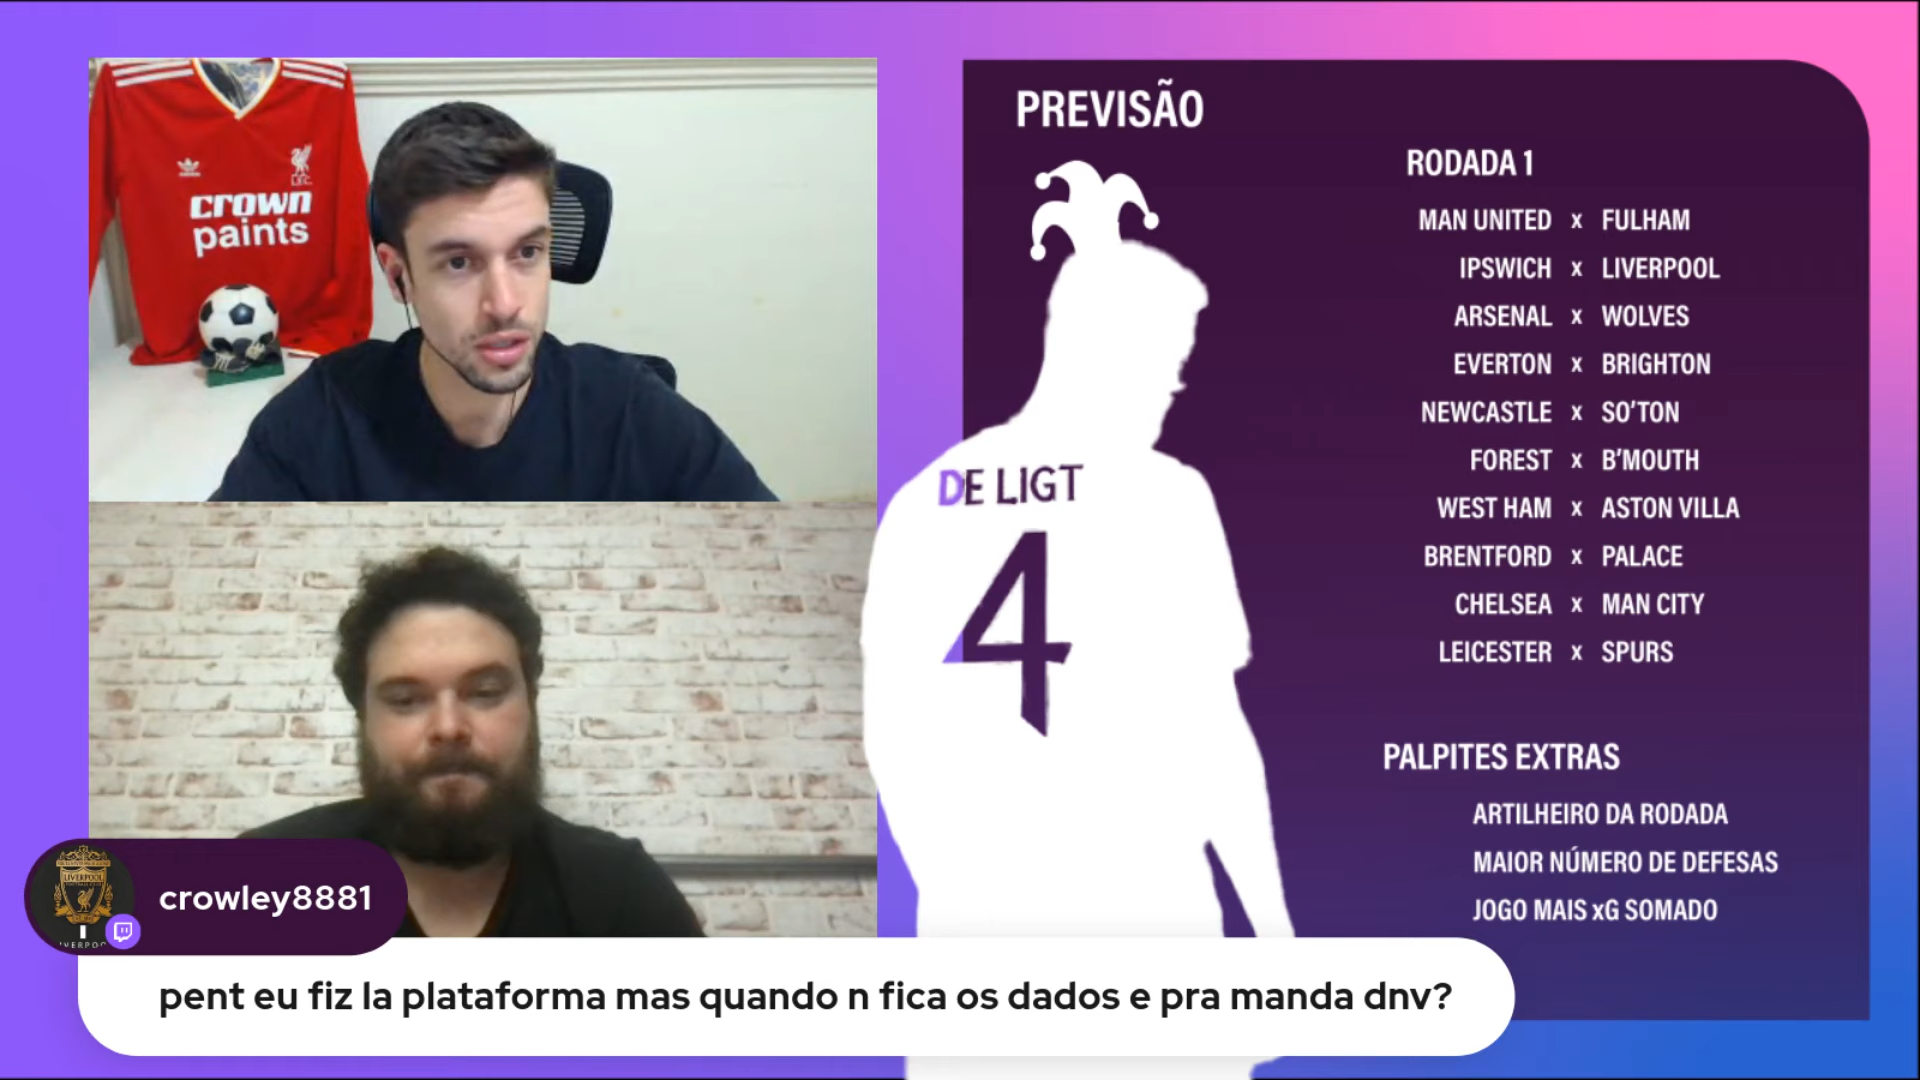 crown
paints
PREVISÃO
DE LIGT
4
RODADA 1
MAN UNITED x FULHAM
IPSWICH x LIVERPOOL
ARSENAL x WOLVES
EVERTON x BRIGHTON
NEWCASTLE x SO'TON
FOREST x B'MOUTH
WEST HAM x ASTON VILLA
BRENTFORD x PALACE
CHELSEA x MAN CITY
LEICESTER x SPURS
PALPITES EXTRAS
ARTILHEIRO DA RODADA
MAIOR NÚMERO DE DEFESAS
JOGO MAIS xG SOMADO
LIVERPOOL
crowley8881
pent eu fiz la plataforma mas quando n fica os dados e pra manda dnv?